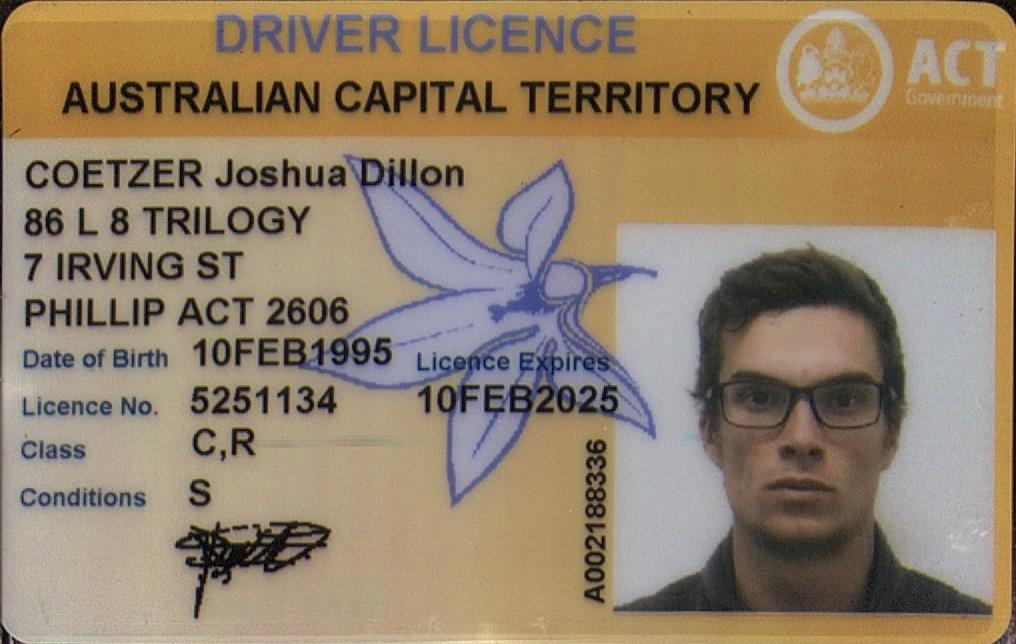 DRIVER LICENCE
AUSTRALIAN CAPITAL TERRITORY
ACT
Government
COETZER Joshua Dillon
86 L 8 TRILOGY
7 IRVING ST
PHILLIP ACT 2606
Date of Birth 10FEB1995 Licence Expires
Licence No. 5251134 10FEB2025
Class C,R
Conditions S
A002188336